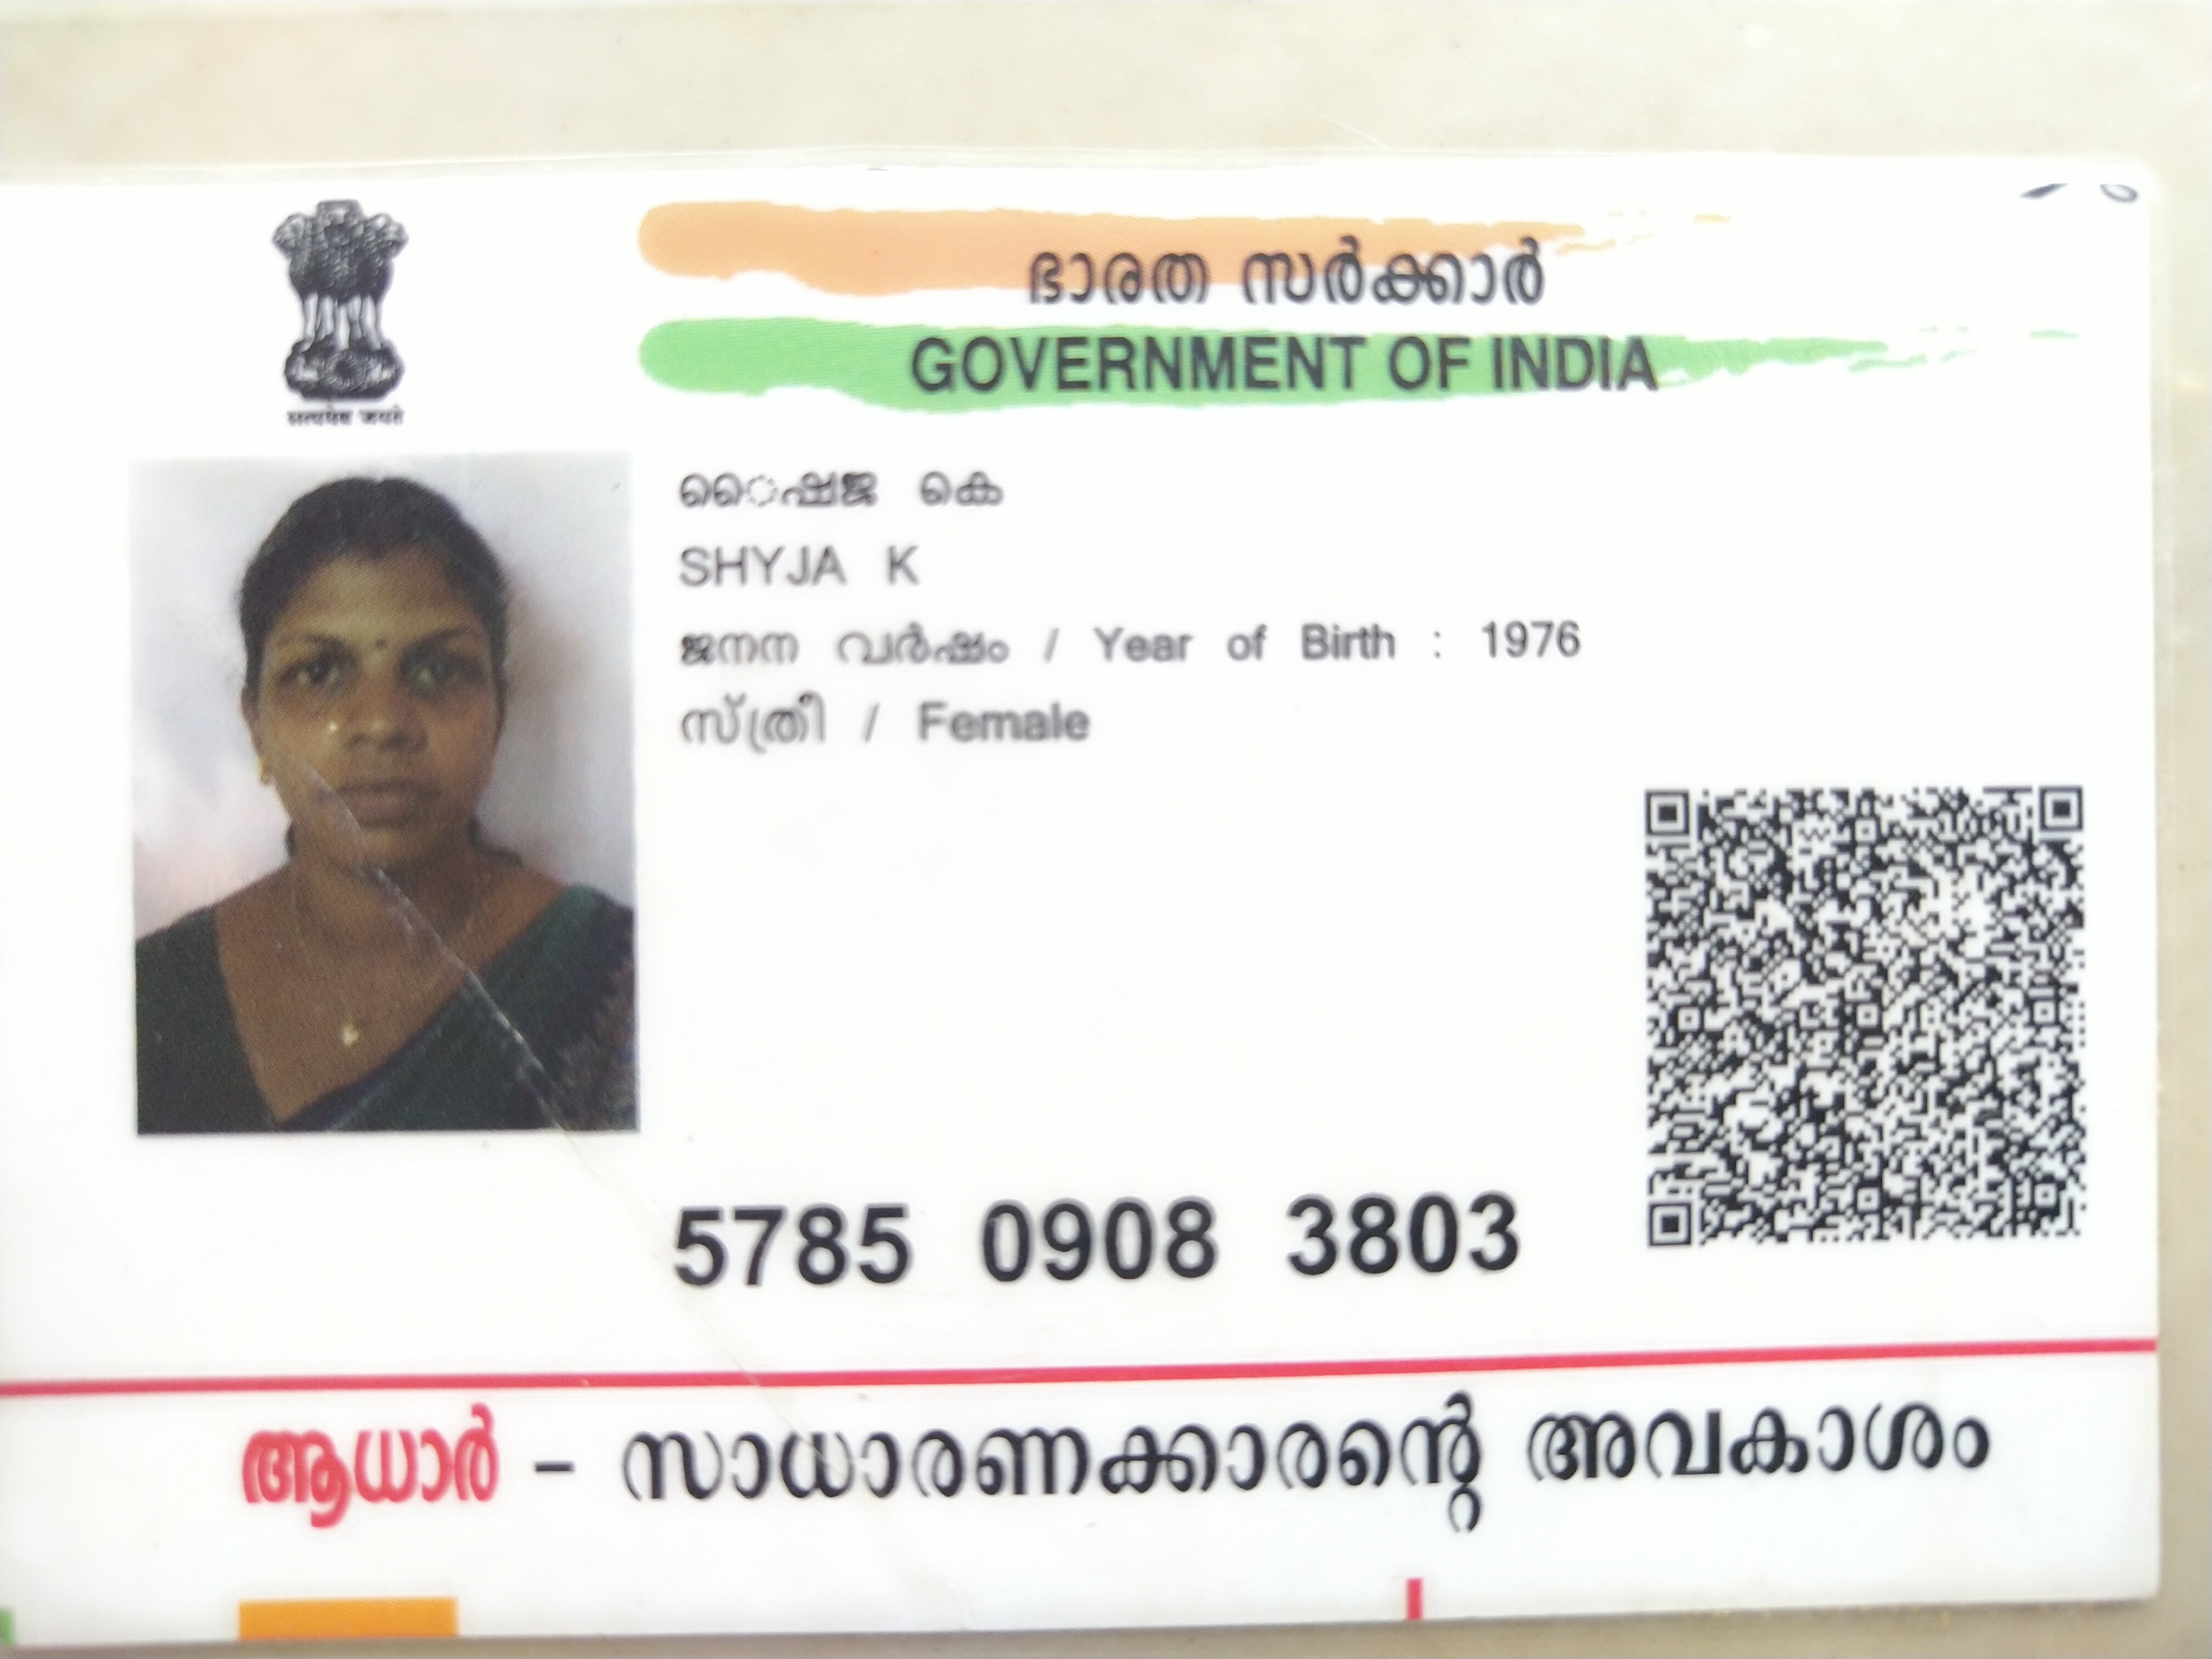 ഭാരത സർക്കാർ
GOVERNMENT OF INDIA
सत्यमेव जयते
ൈഷൈജ കെ
SHYJA K
ജനന വർഷം / Year of Birth : 1976
സ്ത്രീ / Female
5785 0908 3803
ആധാർ - സാധാരണക്കാരന്റെ അവകാശം